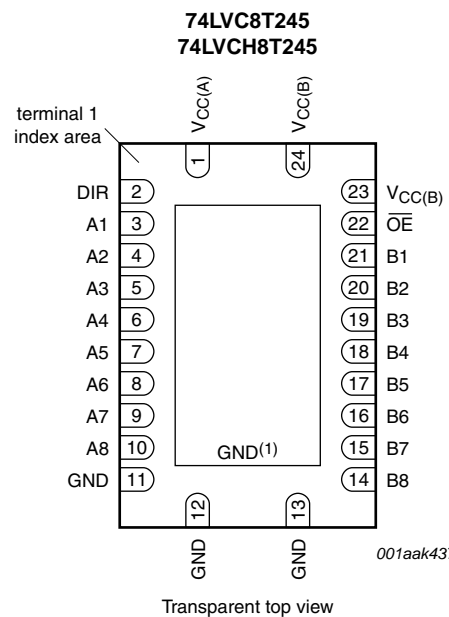 74LVC8T245
74LVCH8T245
terminal 1
index area
VCC(A)
VCC(B)
1
24
DIR 2
23 VCC(B)
A1 3
22 OE
A2 4
21 B1
A3 5
20 B2
A4 6
19 B3
A5 7
18 B4
A6 8
17 B5
A7 9
16 B6
A8 10
15 B7
GND 11
14 B8
GND(1)
12
13
GND
GND
001aak437
Transparent top view